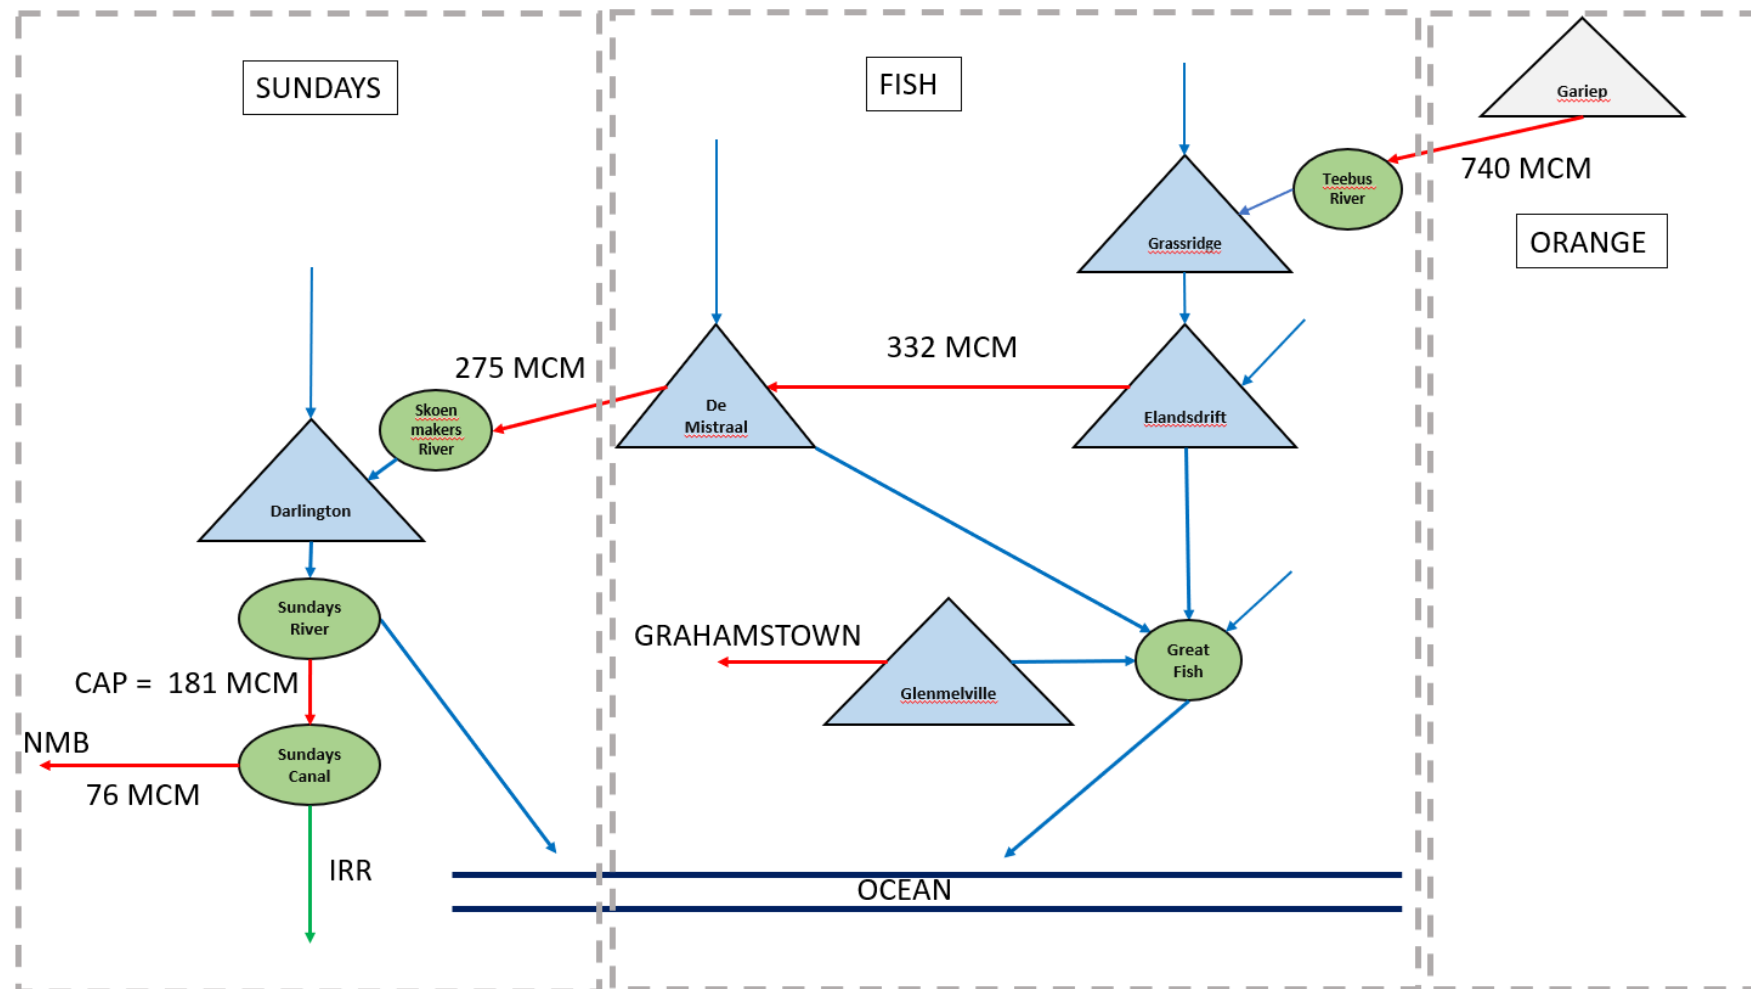 SUNDAYS
FISH
Gariep
740 MCM
Teebus
River
ORANGE
Grassridge
332 MCM
275 MCM
De
Mistraal
Elandsdrift
Skoen
makers
River
Darlington
Sundays
River
GRAHAMSTOWN
Great
Fish
CAP =  181 MCM
Glenmelville
NMB
Sundays
Canal
76 MCM
IRR
OCEAN